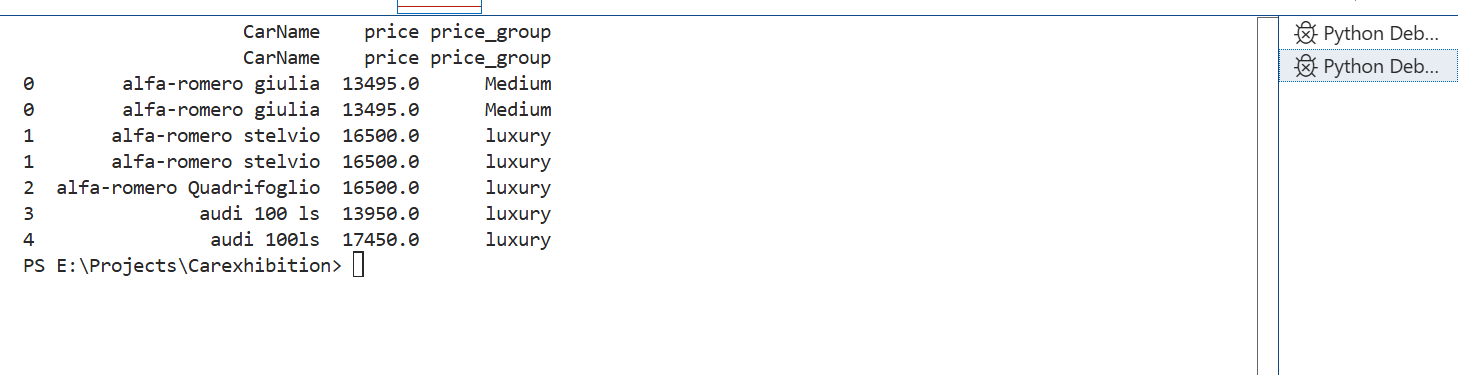 CarName    price price_group
CarName    price price_group
0        alfa-romero giulia  13495.0      Medium
0        alfa-romero giulia  13495.0      Medium
1       alfa-romero stelvio  16500.0      luxury
1       alfa-romero stelvio  16500.0      luxury
2  alfa-romero Quadrifoglio  16500.0      luxury
3               audi 100 ls  13950.0      luxury
4                audi 100ls  17450.0      luxury
PS E:\Projects\Carexhibition>
Python Deb...
Python Deb...